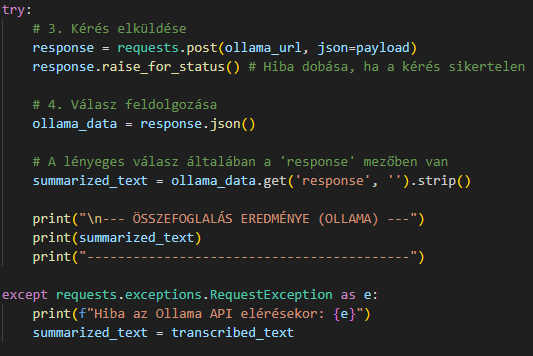 try:
    # 3. Kérés elküldése
    response = requests.post(ollama_url, json=payload)
    response.raise_for_status() # Hiba dobása, ha a kérés sikertelen
    # 4. Válasz feldolgozása
    ollama_data = response.json()
    # A lényeges válasz általában a 'response' mezőben van
    summarized_text = ollama_data.get('response', '').strip()
    print("\n--- ÖSSZEFOGLALÁS EREDMÉNYE (OLLAMA) ---")
    print(summarized_text)
    print("------------------------------------------")
except requests.exceptions.RequestException as e:
    print(f"Hiba az Ollama API elérésekor: {e}")
    summarized_text = transcribed_text